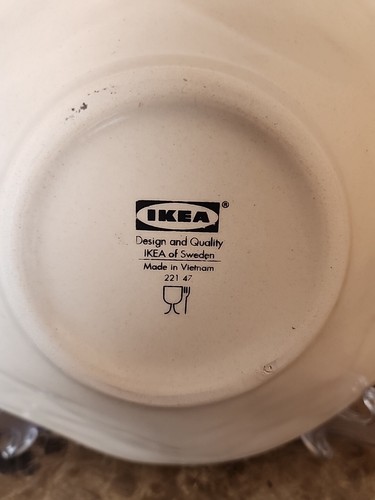 IKEA®
Design and Quality
IKEA of Sweden
Made in Vietnam
221 47